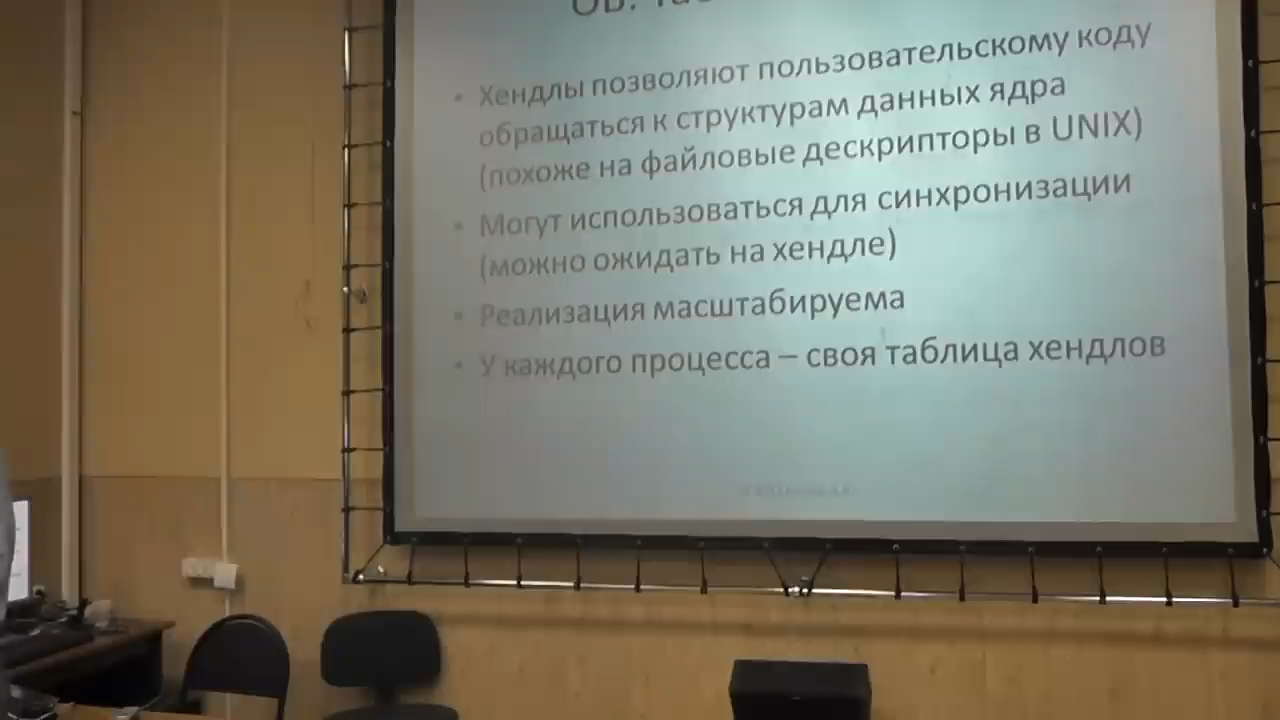 • Хендлы позволяют пользовательскому коду
обращаться к структурам данных ядра
(похоже на файловые дескрипторы в UNIX)
• Могут использоваться для синхронизации
(можно ожидать на хендле)
• Реализация масштабируема
• У каждого процесса – своя таблица хендлов